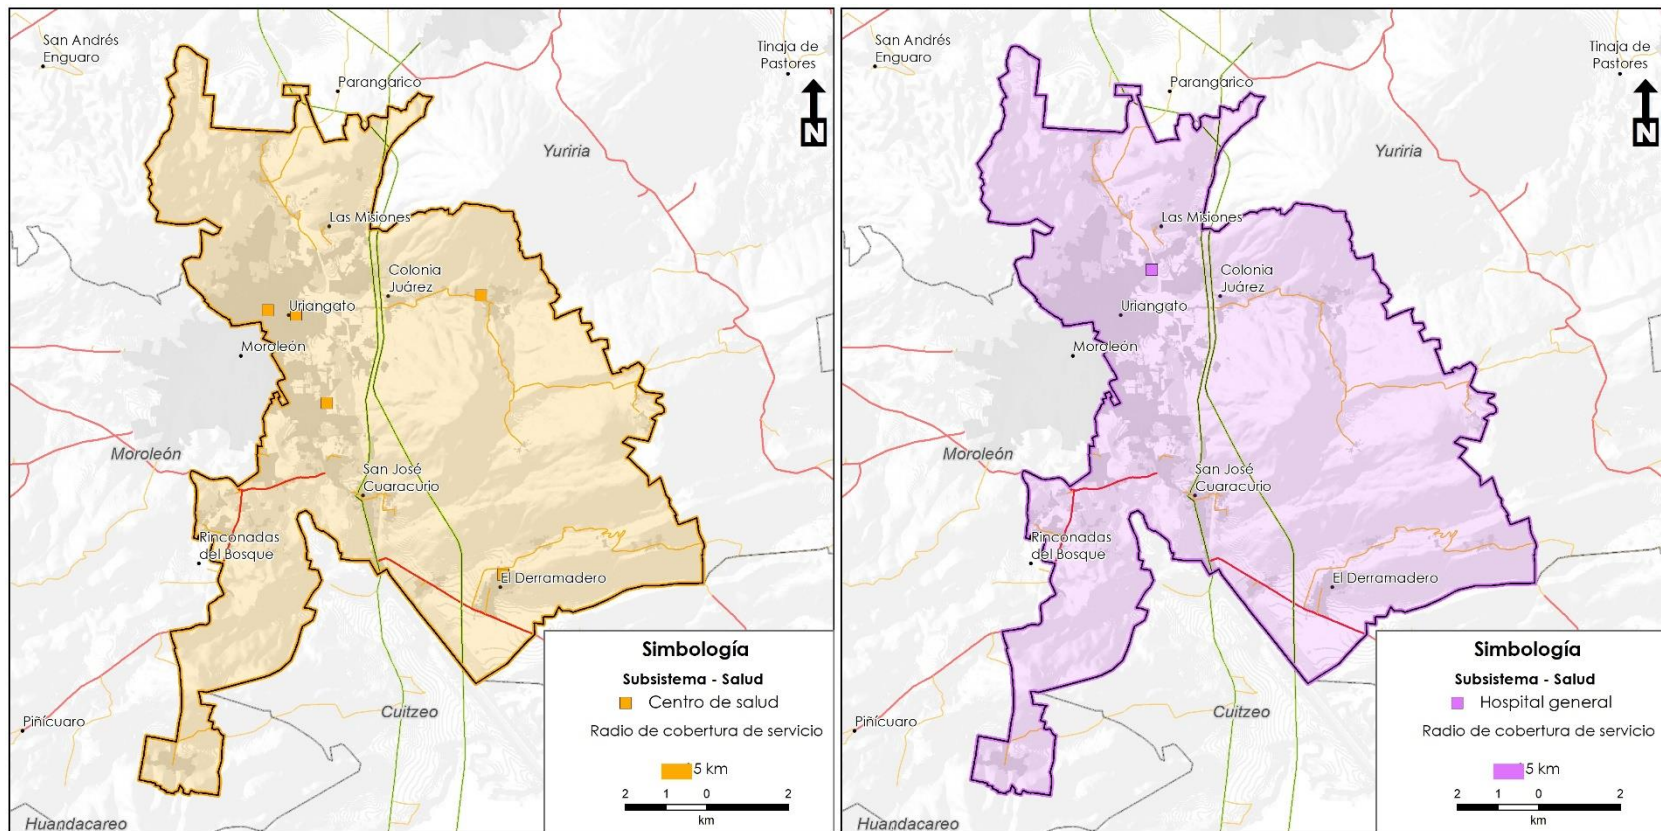 San Andrés
Enguaro
Tinaja de
Pastores
Parangarico
N
Yuriria
Las Misiones
Colonia
Juárez
Uriangato
Moroleón
Moroleón
San José
Cuaracurio
Rinconadas
del Bosque
El Derramadero
Cuitzeo
Piñícuaro
Huandacareo
Simbología
Subsistema - Salud
Centro de salud
Radio de cobertura de servicio
15 km
2 1 0 2
km
San Andrés
Enguaro
Tinaja de
Pastores
Parangarico
N
Yuriria
Las Misiones
Colonia
Juárez
Uriangato
Moroleón
Moroleón
San José
Cuaracurio
Rinconadas
del Bosque
El Derramadero
Cuitzeo
Piñícuaro
Huandacareo
Simbología
Subsistema - Salud
Hospital general
Radio de cobertura de servicio
15 km
2 1 0 2
km